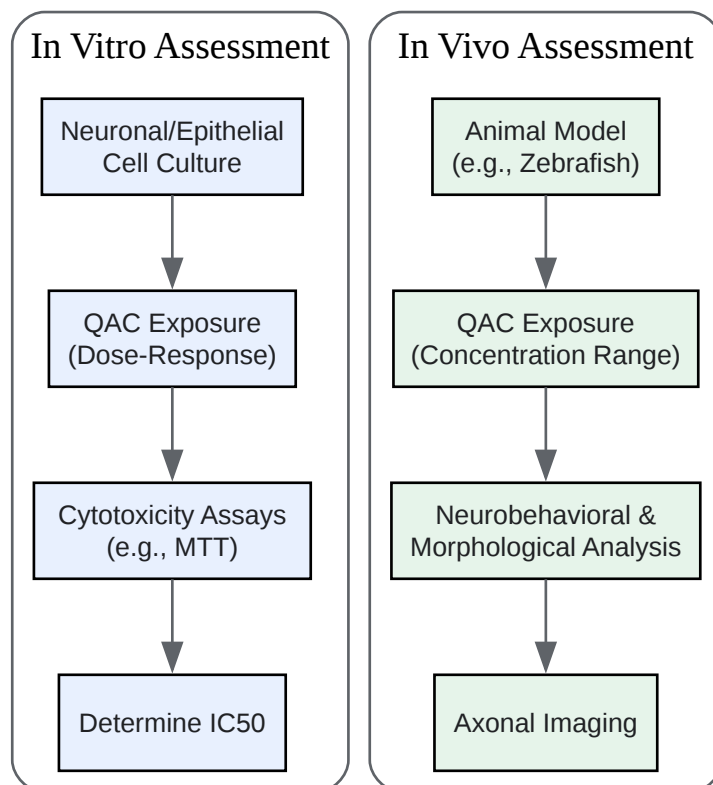 In Vitro Assessment
Neuronal/Epithelial
Cell Culture
QAC Exposure
(Dose-Response)
Cytotoxicity Assays
(e.g., MTT)
Determine IC50
In Vivo Assessment
Animal Model
(e.g., Zebrafish)
QAC Exposure
(Concentration Range)
Neurobehavioral &
Morphological Analysis
Axonal Imaging